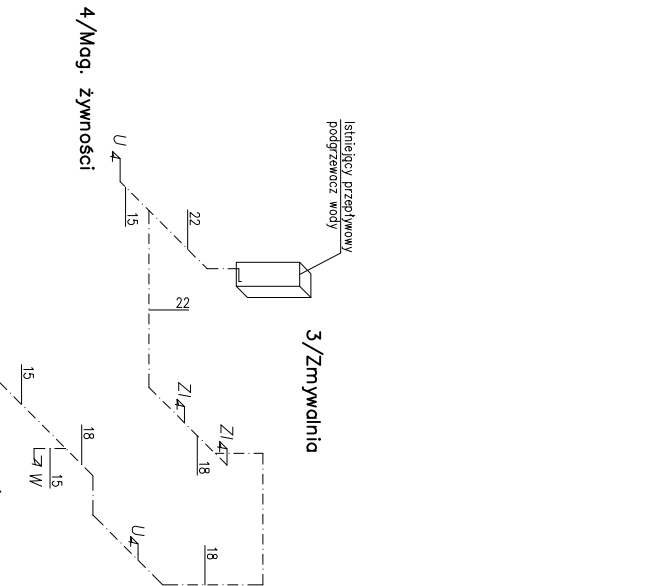 4/Mag. żywności
Istniejący przepływowy
podgrzewacz wody
U
15
22
22
3/Zmywalnia
Zl
Zl
18
15
18
15
W
U
18